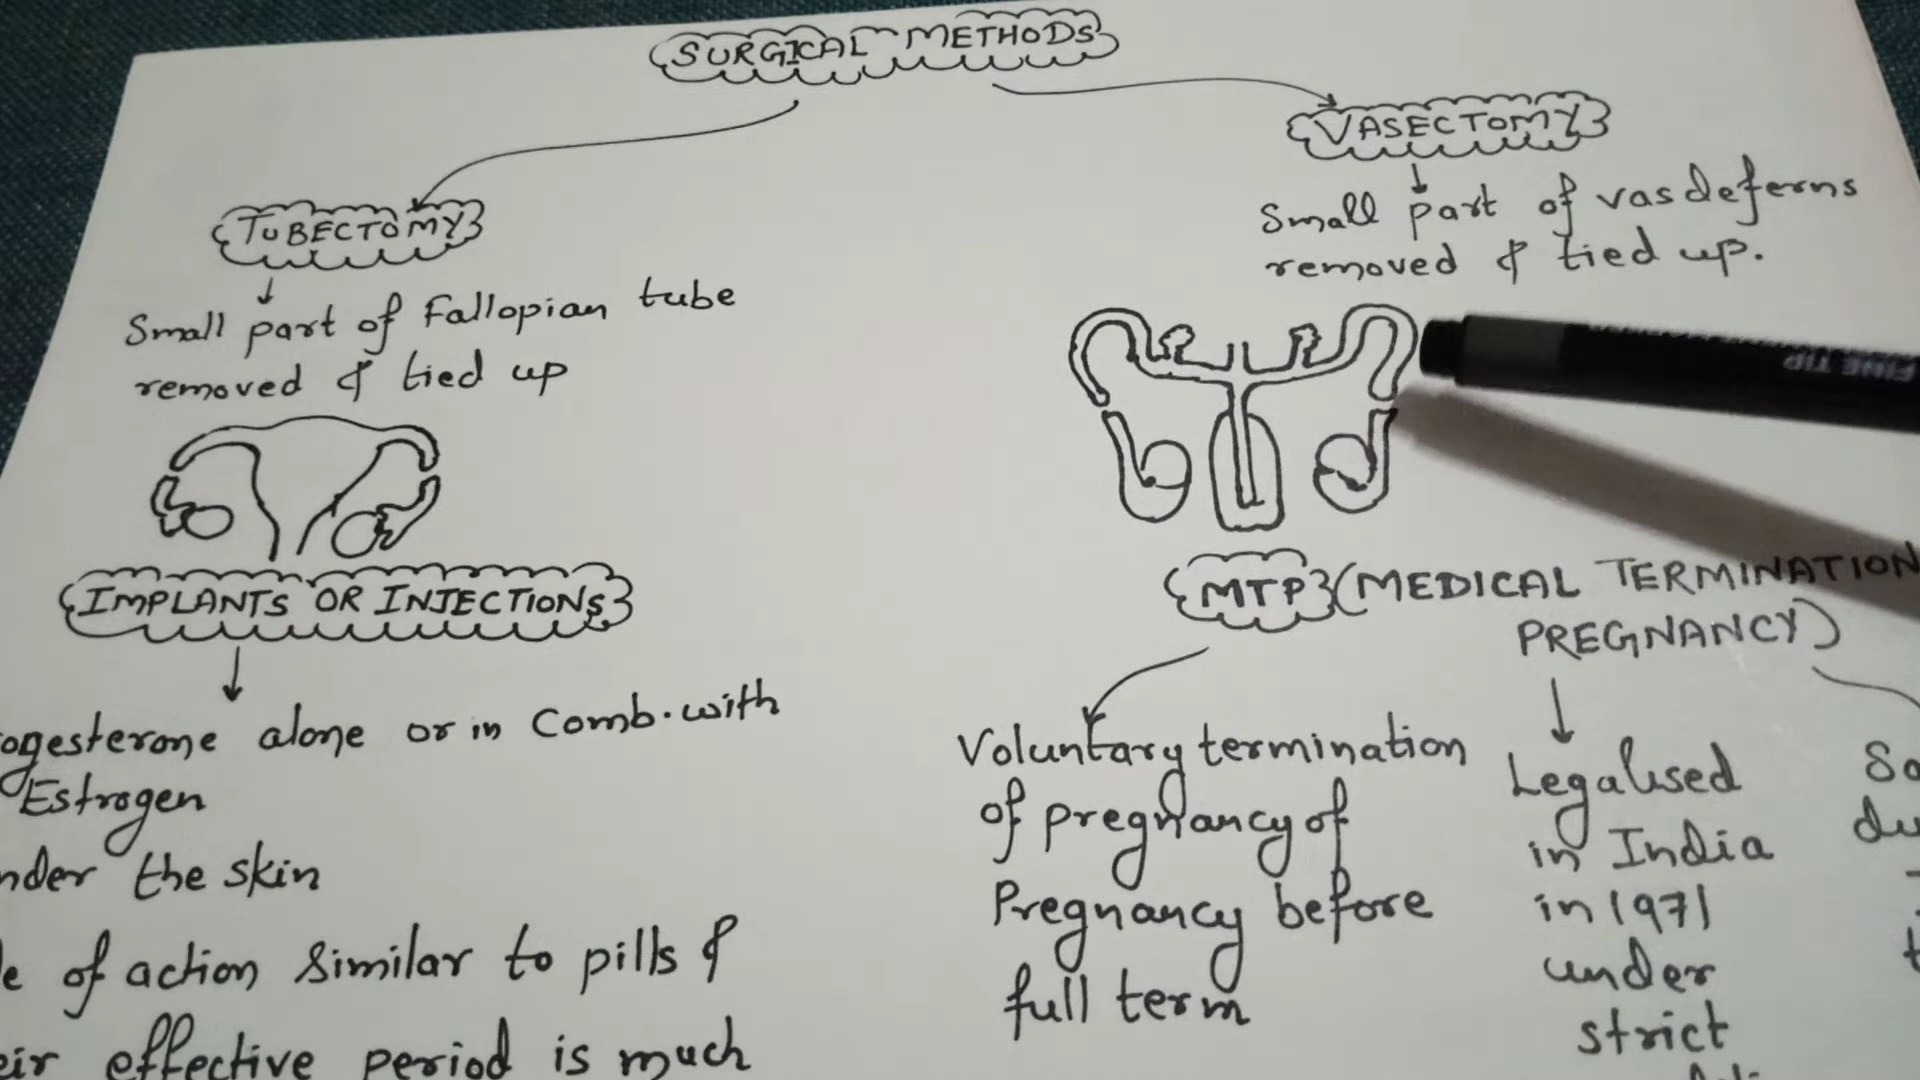 SURGICAL METHODS
TUBECTOMY
Small part of Fallopian tube
removed & tied up
VASECTOMY
Small part of vasdeferns
removed & tied up.
FINE TIP
IMPLANTS OR INJECTIONS
ogesterone alone or in Comb. with
Estrogen
nder the skin
e of action similar to pills &
eir effective period is much
MTP (MEDICAL TERMINATION
PREGNANCY)
Voluntary termination
of pregnancy of
Pregnancy before
full term
Legalised
in India
in 1971
under
strict
So
du